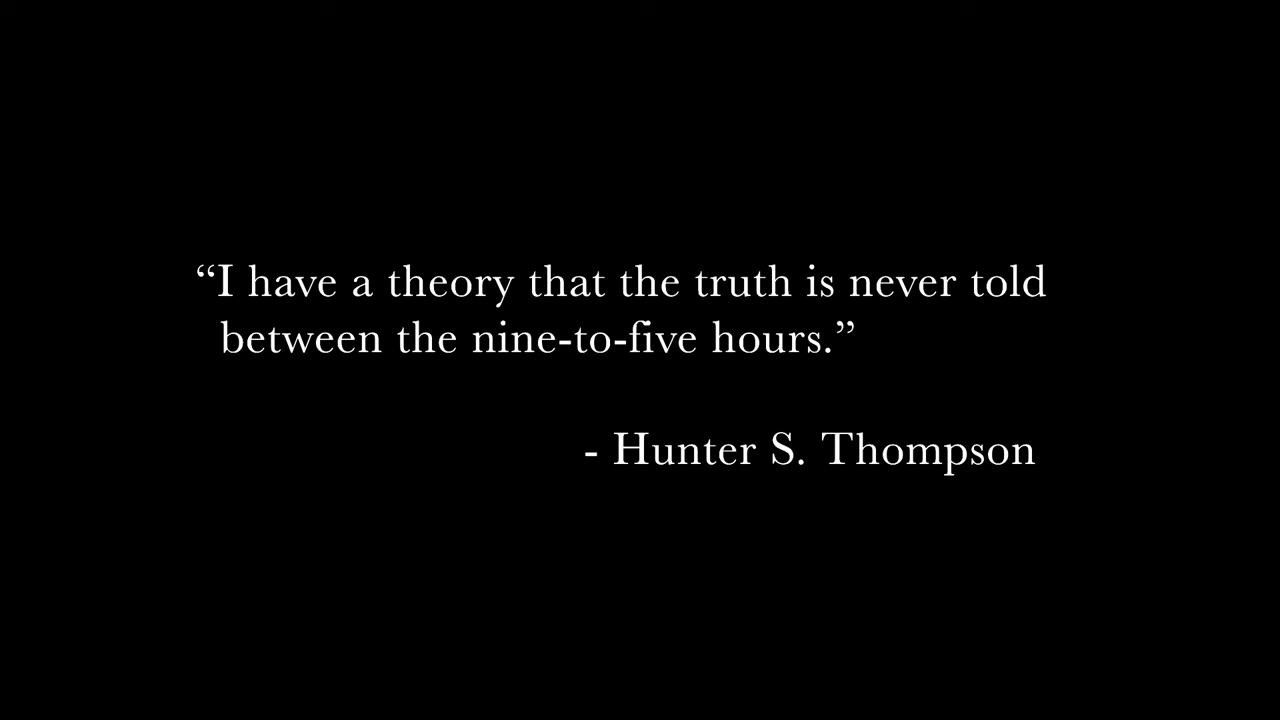 “I have a theory that the truth is never told
between the nine-to-five hours.”
- Hunter S. Thompson